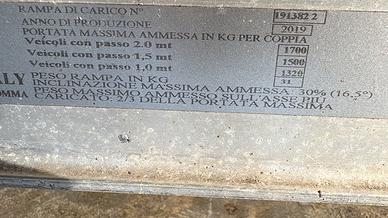 RAMPA DI CARICO N° 191382 2
ANNO DI PRODUZIONE 2019
PORTATA MASSIMA AMMESSA IN KG PER COPPIA
Veicoli con passo 2.0 mt 1700
Veicoli con passo 1,5 mt 1500
Veicoli con passo 1,0 mt 1320
PESO RAMPA IN KG 31
INCLINAZIONE MASSIMA AMMESSA: 30% (16,5°)
PESO MASSIMO AMMESSO SULL'ASSE PIU
CARICATO: 2/3 DELLA PORTATA MASSIMA